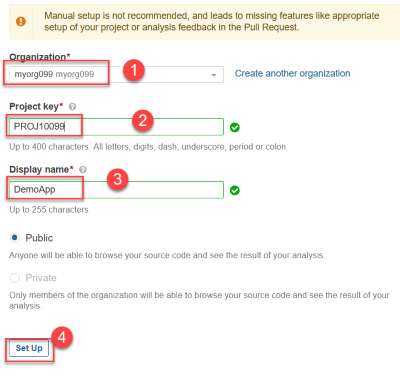 Manual setup is not recommended, and leads to missing features like appropriate
setup of your project or analysis feedback in the Pull Request.
Organization*
myorg099 myorg099
1
Create another organization
Project key* ?
PROJ10099
2
Up to 400 characters. All letters, digits, dash, underscore, period or colon.
Display name* ?
3
DemoApp
Up to 255 characters
Public
Anyone will be able to browse your source code and see the result of your analysis.
Private
Only members of the organization will be able to browse your source code and see the result of your
analysis.
4
Set Up